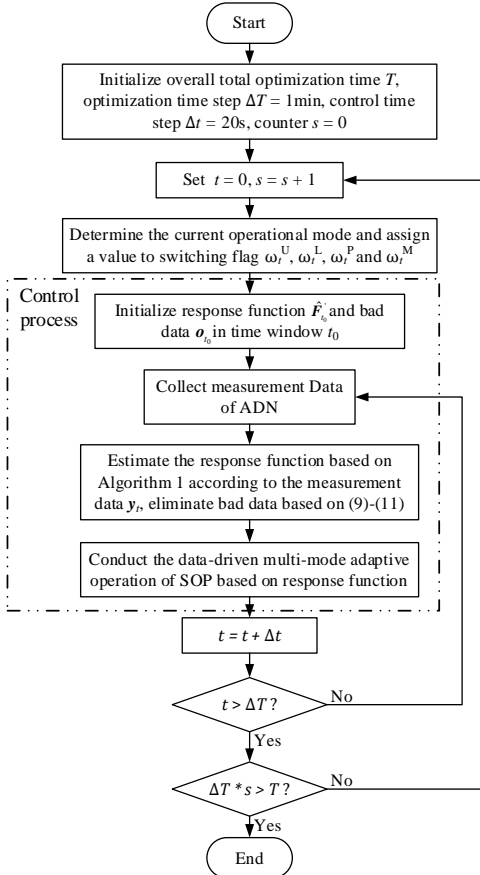 Start
Initialize overall total optimization time T,
optimization time step ΔT = 1min, control time
step Δt = 20s, counter s = 0
Set t = 0, s = s + 1
Determine the current operational mode and assign
a value to switching flag ω_t^U, ω_t^L, ω_t^P and ω_t^M
Control
process
Initialize response function F̂_{t_0} and bad
data o_{t_0} in time window t_0
Collect measurement Data
of ADN
Estimate the response function based on
Algorithm 1 according to the measurement
data y_t, eliminate bad data based on (9)-(11)
Conduct the data-driven multi-mode adaptive
operation of SOP based on response function
t = t + Δt
t > ΔT ?
No
Yes
ΔT * s > T ?
No
Yes
End